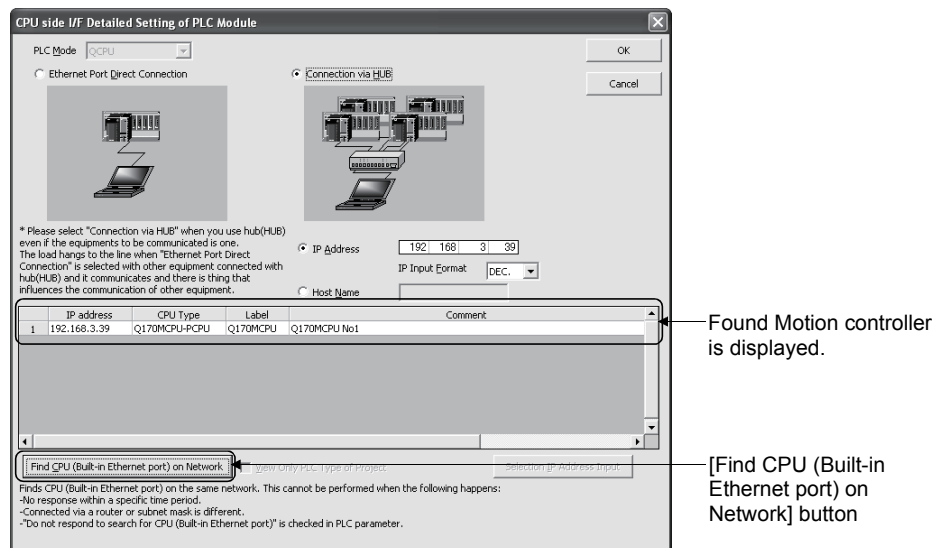 CPU side I/F Detailed Setting of PLC Module
PLC Mode QCPU
OK
Cancel
Ethernet Port Direct Connection
Connection via HUB
* Please select "Connection via HUB" when you use hub(HUB)
even if the equipments to be communicated is one.
The load hangs to the line when "Ethernet Port Direct
Connection" is selected with other equipment connected with
hub(HUB) and it communicates and there is thing that
influences the communication of other equipment.
IP Address 192 168 3 39
IP Input Format DEC.
Host Name
IP address CPU Type Label Comment
1 192.168.3.39 Q170MCPU-PCPU Q170MCPU Q170MCPU No1
Found Motion controller
is displayed.
Find CPU (Built-in Ethernet port) on Network
View Only PLC Type of Project
Selection IP Address Input
Finds CPU (Built-in Ethernet port) on the same network. This cannot be performed when the following happens:
-No response within a specific time period.
-Connected via a router or subnet mask is different.
-"Do not respond to search for CPU (Built-in Ethernet port)" is checked in PLC parameter.
[Find CPU (Built-in
Ethernet port) on
Network] button